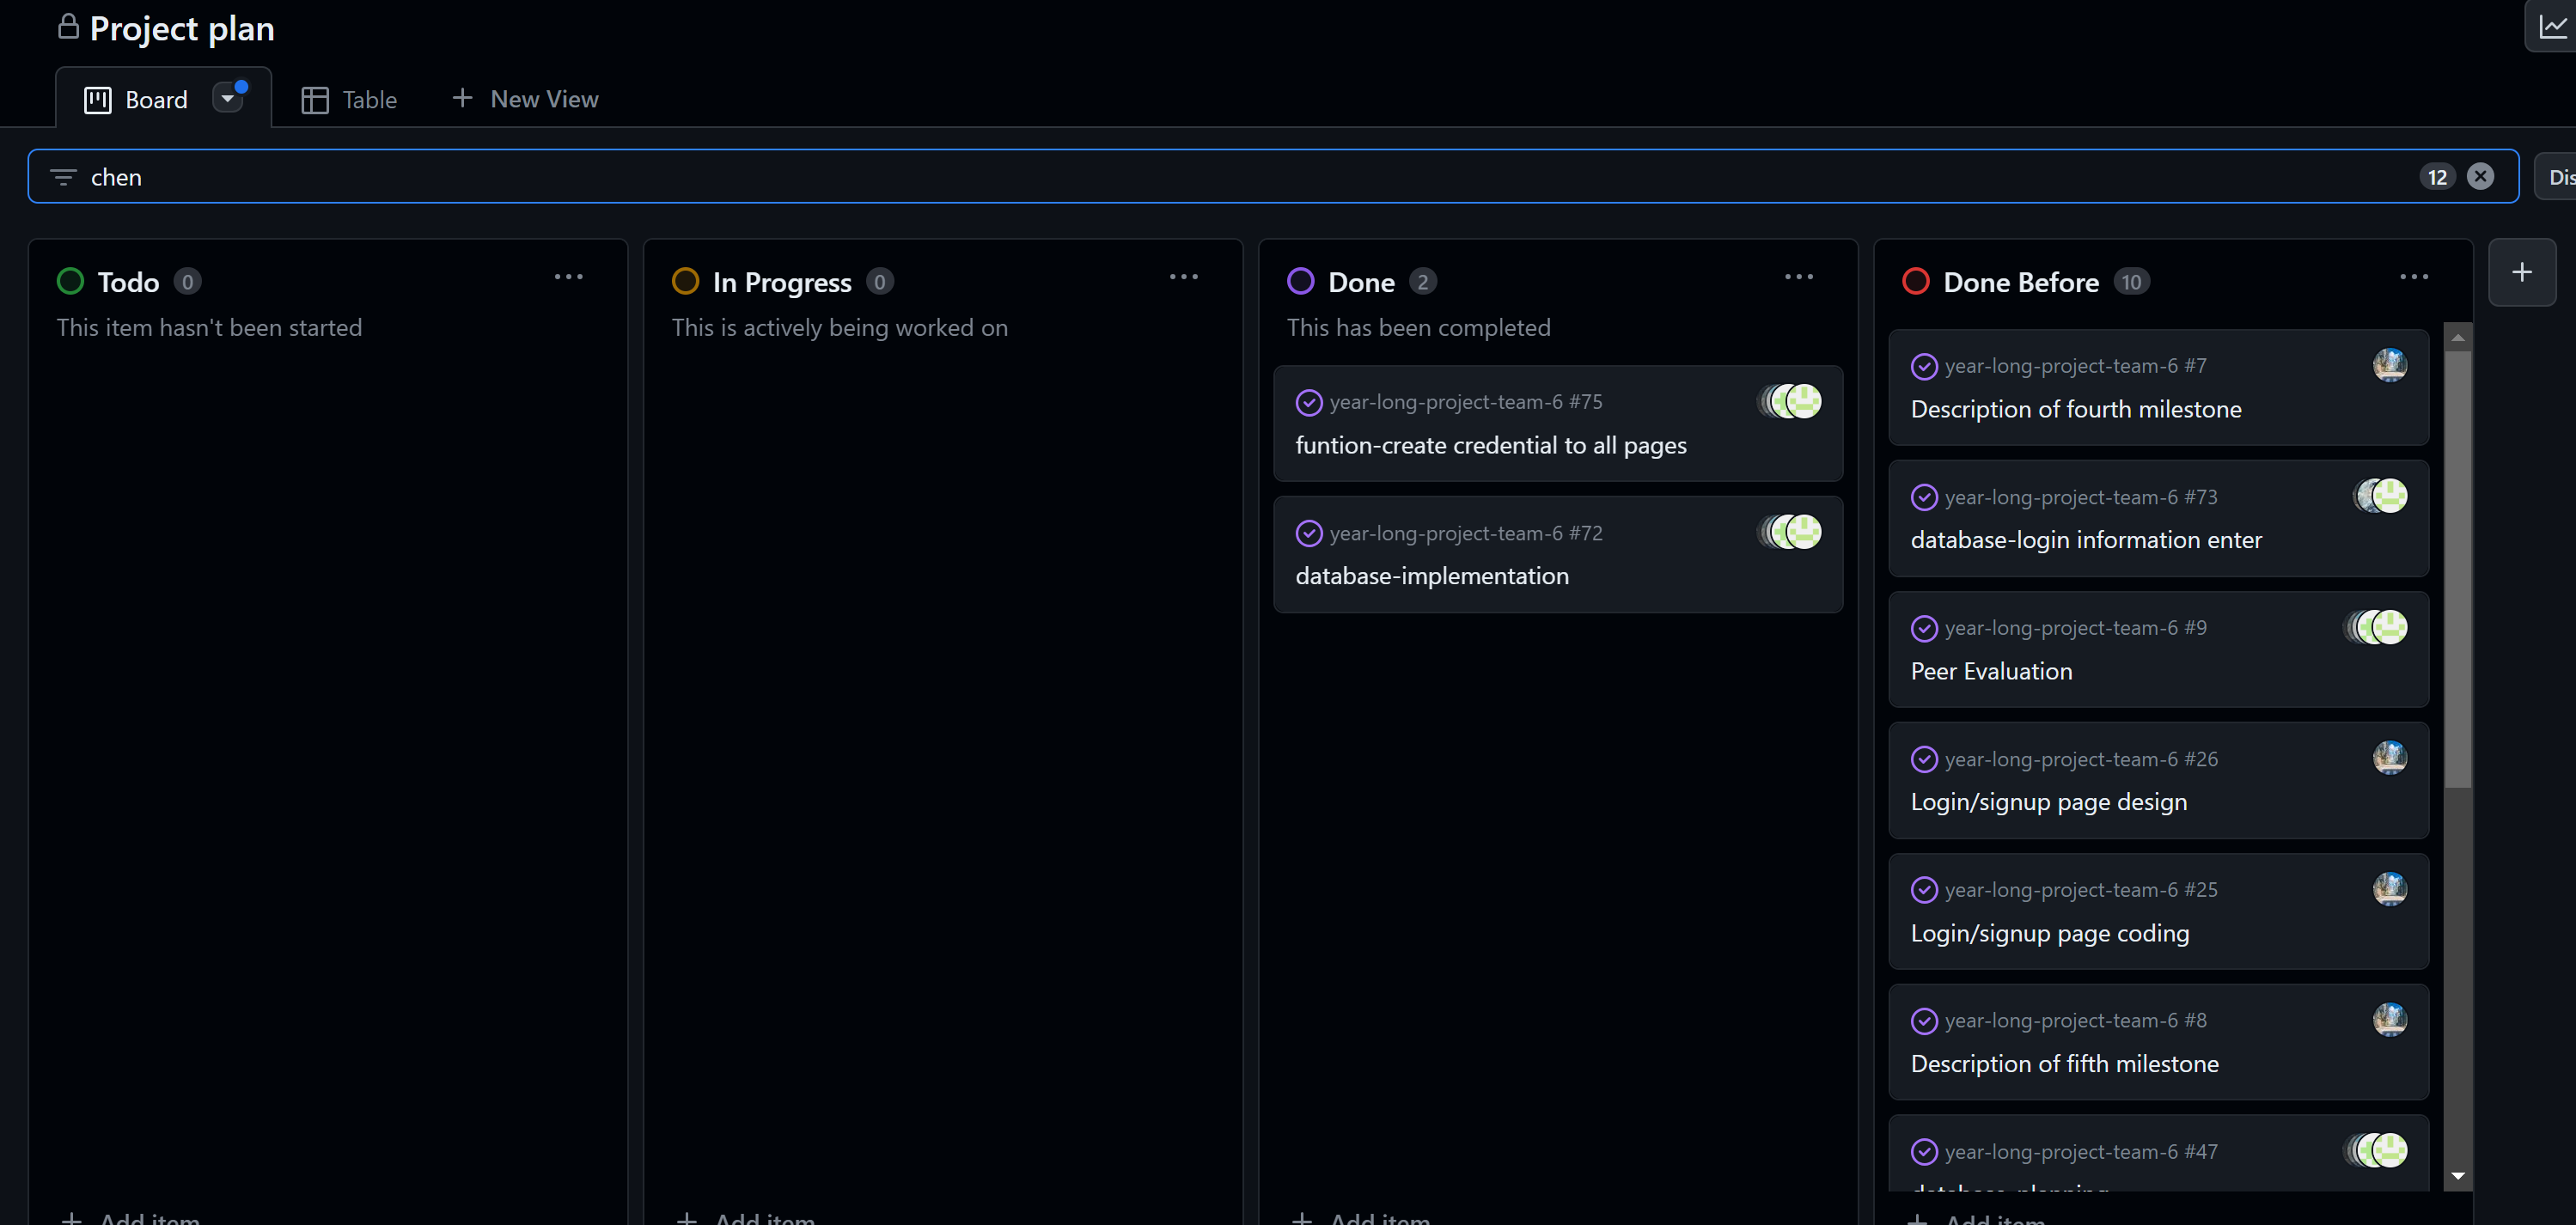 Project plan
Board
Table
New View
chen
12
Dis
Todo 0
This item hasn't been started
Add item
In Progress 0
This is actively being worked on
Add item
Done 2
This has been completed
year-long-project-team-6 #75
funtion-create credential to all pages
year-long-project-team-6 #72
database-implementation
Add item
Done Before 10
year-long-project-team-6 #7
Description of fourth milestone
year-long-project-team-6 #73
database-login information enter
year-long-project-team-6 #9
Peer Evaluation
year-long-project-team-6 #26
Login/signup page design
year-long-project-team-6 #25
Login/signup page coding
year-long-project-team-6 #8
Description of fifth milestone
year-long-project-team-6 #47
database-planning
Add item